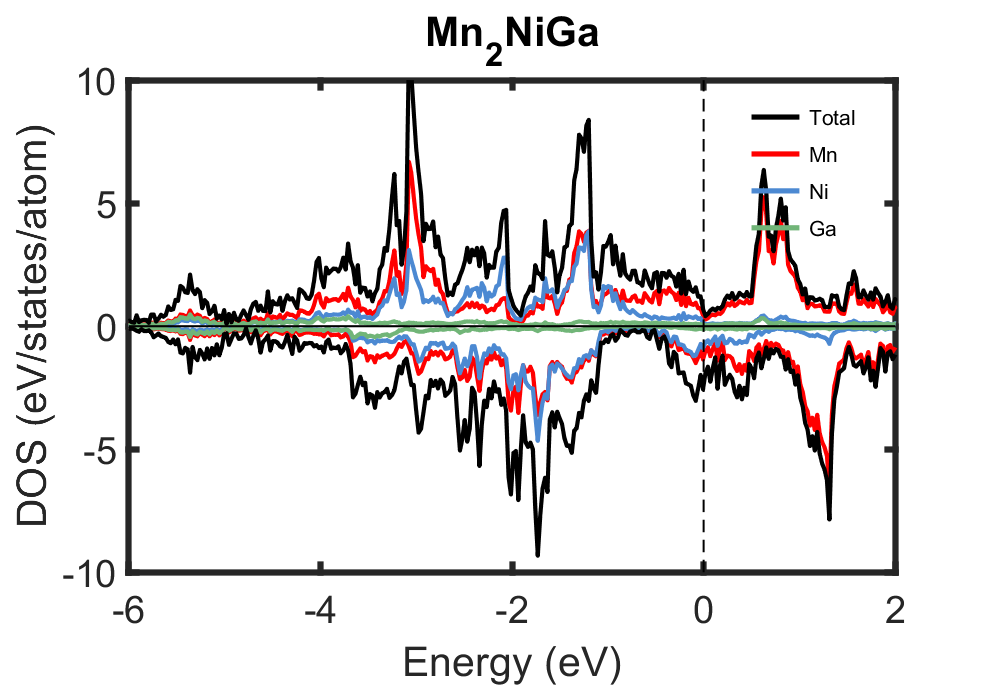 Mn₂NiGa
10
5
0
-5
-10
DOS (eV/states/atom)
Total
Mn
Ni
Ga
-6 -4 -2 0 2
Energy (eV)